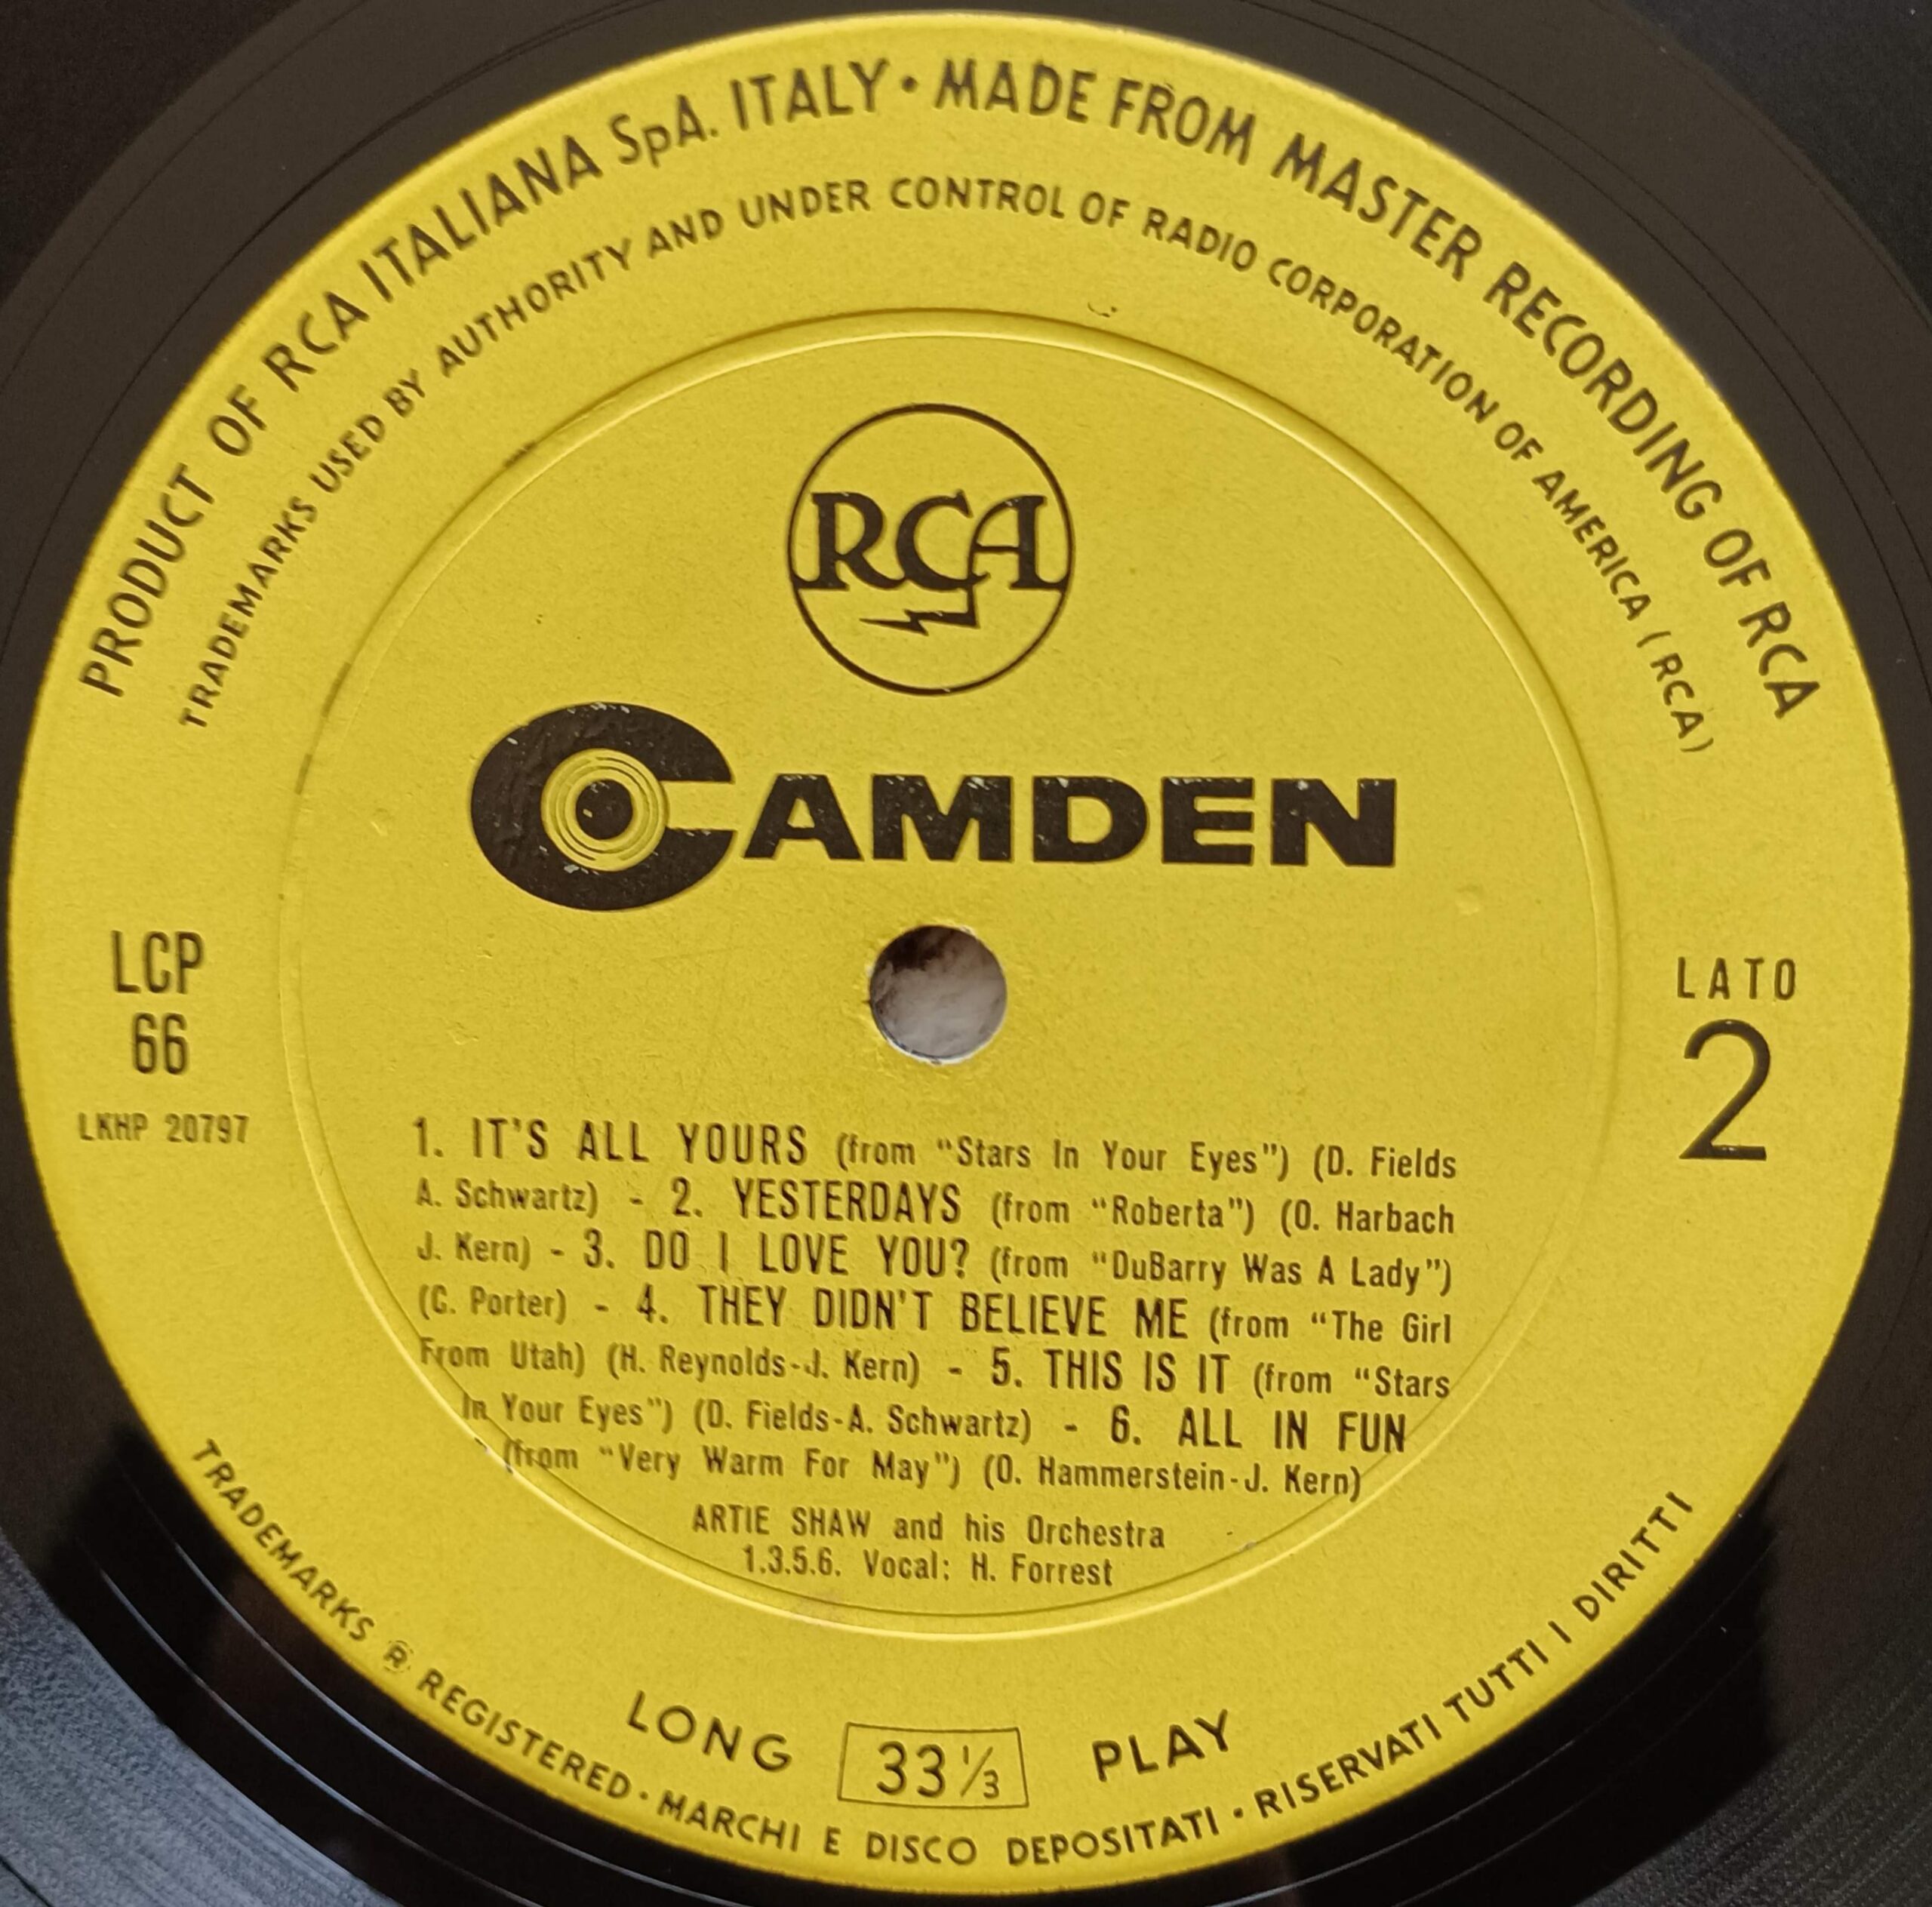 PRODUCT OF RCA ITALIANA SpA. ITALY • MADE FROM MASTER RECORDING OF RCA
TRADEMARKS USED BY AUTHORITY AND UNDER CONTROL OF RADIO CORPORATION OF AMERICA (RCA)
RCA
CAMDEN
LCP
66
LKHP 20797
LATO
2
1. IT'S ALL YOURS (from “Stars In Your Eyes”) (D. Fields
A. Schwartz) - 2. YESTERDAYS (from “Roberta”) (O. Harbach
J. Kern) - 3. DO I LOVE YOU? (from “DuBarry Was A Lady”)
(C. Porter) - 4. THEY DIDN'T BELIEVE ME (from “The Girl
From Utah) (H. Reynolds-J. Kern) - 5. THIS IS IT (from “Stars
In Your Eyes”) (D. Fields-A. Schwartz) - 6. ALL IN FUN
(from “Very Warm For May”) (O. Hammerstein-J. Kern)
ARTIE SHAW and his Orchestra
1.3.5.6. Vocal: H. Forrest
LONG 33⅓ PLAY
TRADEMARKS ® REGISTERED • MARCHI E DISCO DEPOSITATI • RISERVATI TUTTI I DIRITTI